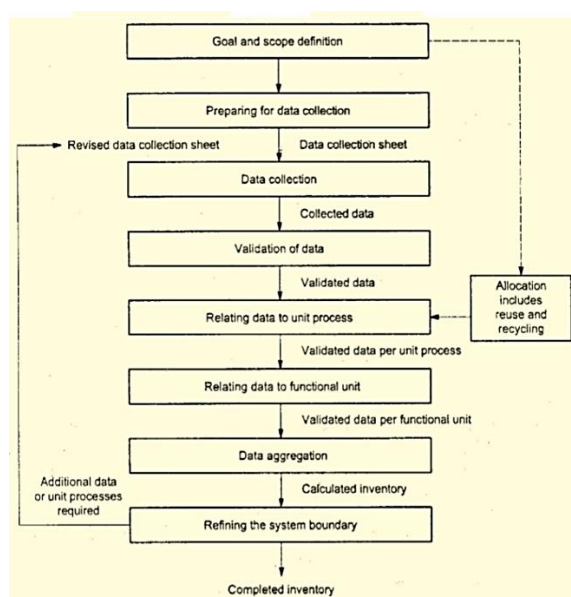 Goal and scope definition
Preparing for data collection
Revised data collection sheet
Data collection sheet
Data collection
Collected data
Validation of data
Validated data
Allocation
includes
reuse and
recycling
Relating data to unit process
Validated data per unit process
Relating data to functional unit
Validated data per functional unit
Data aggregation
Additional data
or unit processes
required
Calculated inventory
Refining the system boundary
Completed inventory